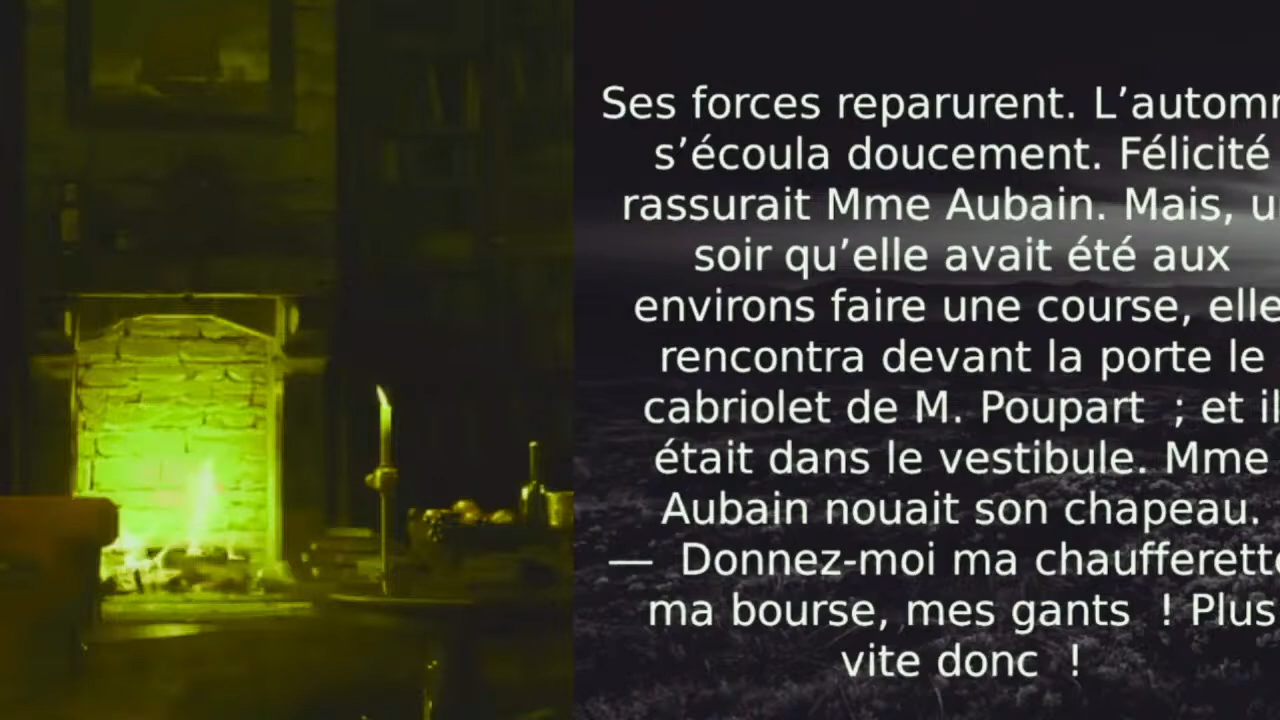 Ses forces reparurent. L’autom
s’écoula doucement. Félicité
rassurait Mme Aubain. Mais, u
soir qu’elle avait été aux
environs faire une course, elle
rencontra devant la porte le
cabriolet de M. Poupart  ; et il
était dans le vestibule. Mme
Aubain nouait son chapeau.
—  Donnez-moi ma chaufferette
ma bourse, mes gants  ! Plus
vite donc  !